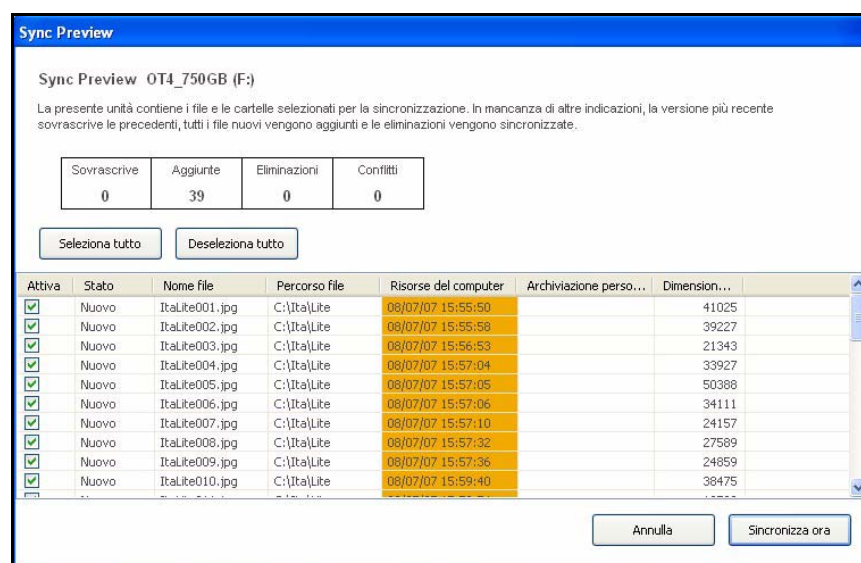 Sync Preview
Sync Preview OT4_750GB (F:)
La presente unità contiene i file e le cartelle selezionati per la sincronizzazione. In mancanza di altre indicazioni, la versione più recente
sovrascrive le precedenti, tutti i file nuovi vengono aggiunti e le eliminazioni vengono sincronizzate.
Sovrascrive Aggiunte Eliminazioni Conflitti
0 39 0 0
Seleziona tutto Deseleziona tutto
Attiva Stato Nome file Percorso file Risorse del computer Archiviazione perso... Dimension...
Nuovo ItaLite001.jpg C:\Ita\Lite 08/07/07 15:55:50 41025
Nuovo ItaLite002.jpg C:\Ita\Lite 08/07/07 15:55:58 39227
Nuovo ItaLite003.jpg C:\Ita\Lite 08/07/07 15:56:53 21343
Nuovo ItaLite004.jpg C:\Ita\Lite 08/07/07 15:57:04 33927
Nuovo ItaLite005.jpg C:\Ita\Lite 08/07/07 15:57:05 50388
Nuovo ItaLite006.jpg C:\Ita\Lite 08/07/07 15:57:06 34111
Nuovo ItaLite007.jpg C:\Ita\Lite 08/07/07 15:57:10 24157
Nuovo ItaLite008.jpg C:\Ita\Lite 08/07/07 15:57:32 27589
Nuovo ItaLite009.jpg C:\Ita\Lite 08/07/07 15:57:36 24859
Nuovo ItaLite010.jpg C:\Ita\Lite 08/07/07 15:59:40 38475
Annulla Sincronizza ora